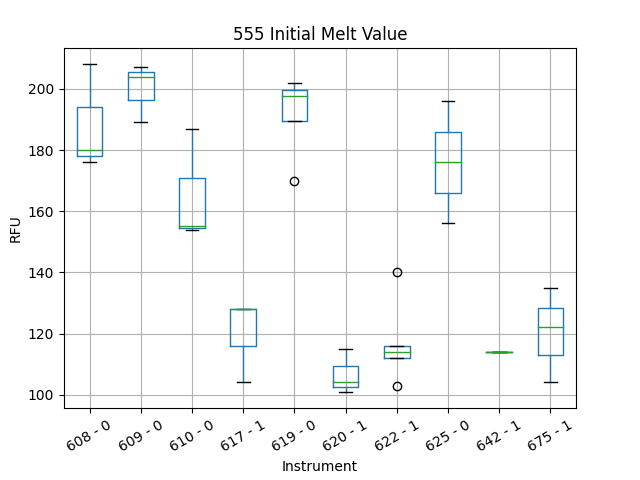 555 Initial Melt Value
RFU
200
180
160
140
120
100
608 - 0
609 - 0
610 - 0
617 - 1
619 - 0
620 - 1
622 - 1
625 - 0
642 - 1
675 - 1
Instrument